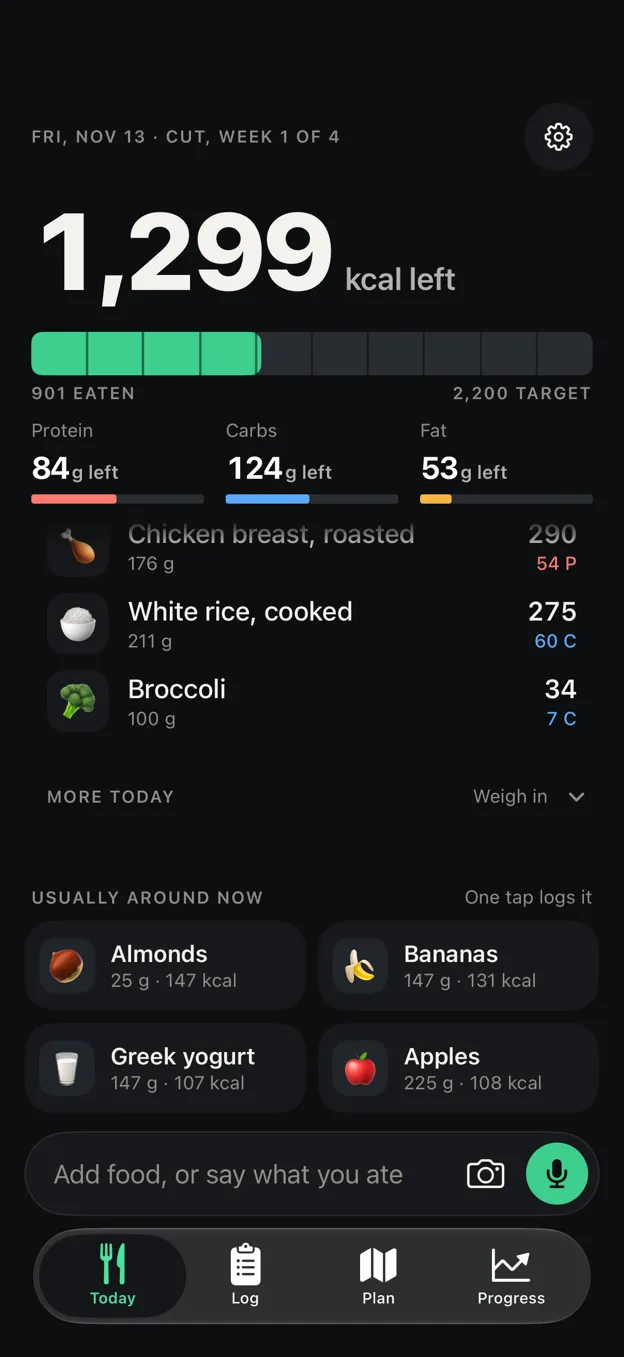 FRI, NOV 13 · CUT, WEEK 1 OF 4
1,299 kcal left
901 EATEN 2,200 TARGET
Protein Carbs Fat
84g left 124g left 53g left
Chicken breast, roasted 290
176 g 54 P
White rice, cooked 275
211 g 60 C
Broccoli 34
100 g 7 C
MORE TODAY Weigh in
USUALLY AROUND NOW One tap logs it
Almonds Bananas
25 g · 147 kcal 147 g · 131 kcal
Greek yogurt Apples
147 g · 107 kcal 225 g · 108 kcal
Add food, or say what you ate
Today Log Plan Progress